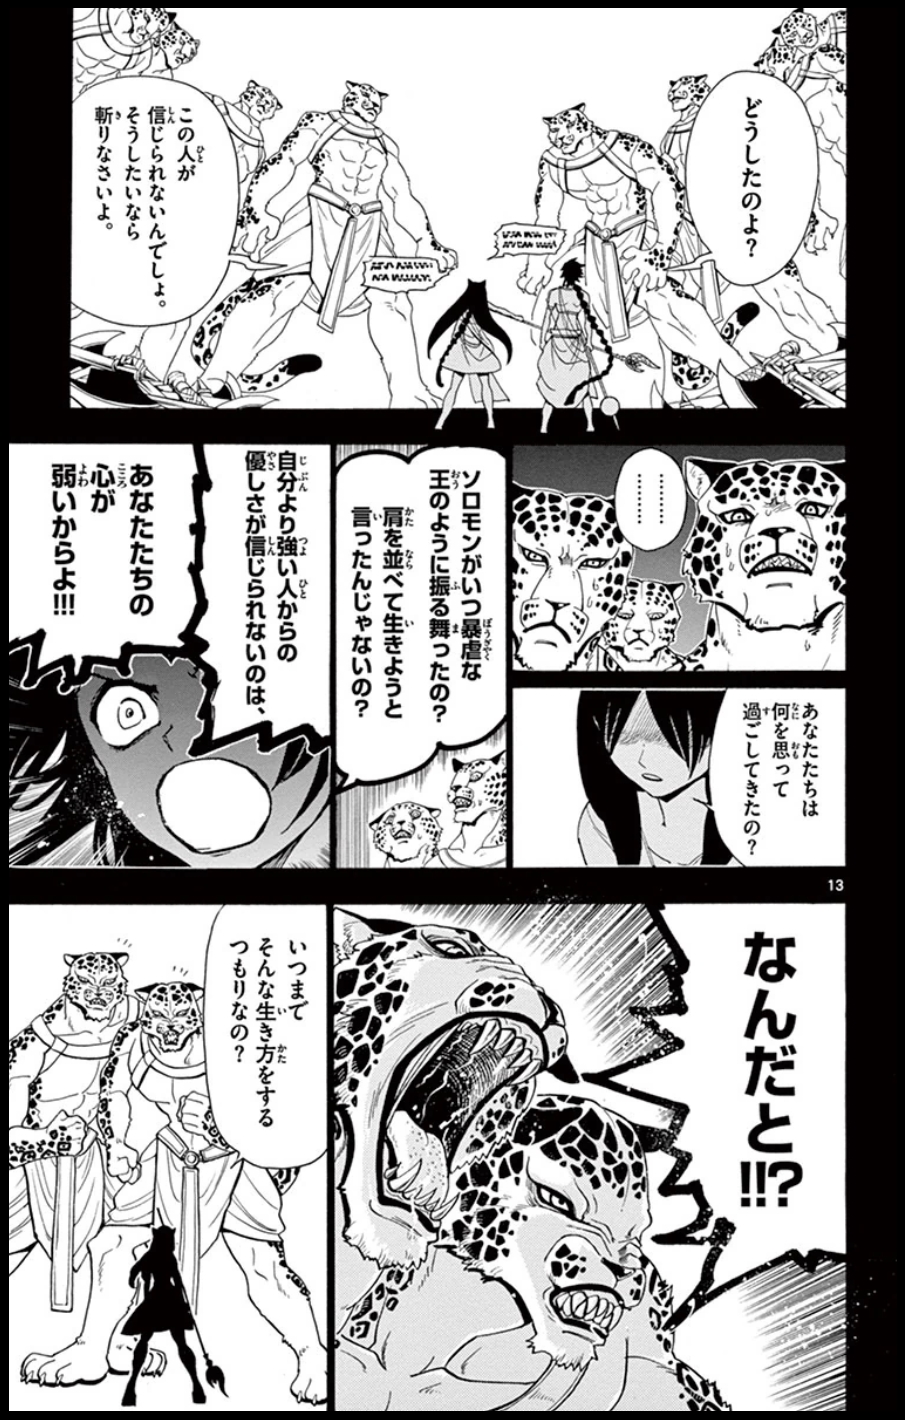 どうしたのよ？
この人が
信じられないんでしょ。
そうしたいなら
斬りなさいよ。
………
………
あなたたちは
何を思って
過ごしてきたの？
ソロモンがいつ暴虐な
王のように振る舞ったの？
肩を並べて生きようと
言ったんじゃないの？
自分より強い人からの
優しさが信じられないのは、
あなたたちの
心が
弱いからよ!!!
13
なんだと!!?
いつまで
そんな生き方をする
つもりなの？